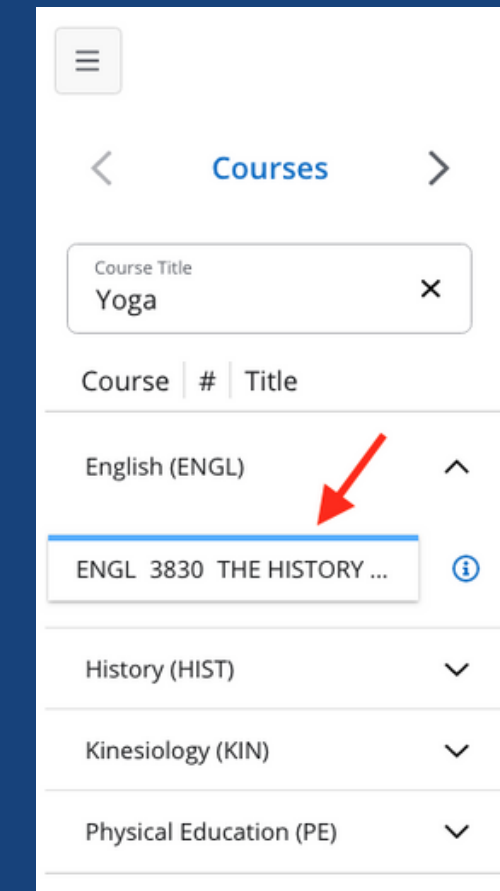 Courses
Course Title
Yoga
Course # Title
English (ENGL)
ENGL 3830 THE HISTORY ...
History (HIST)
Kinesiology (KIN)
Physical Education (PE)